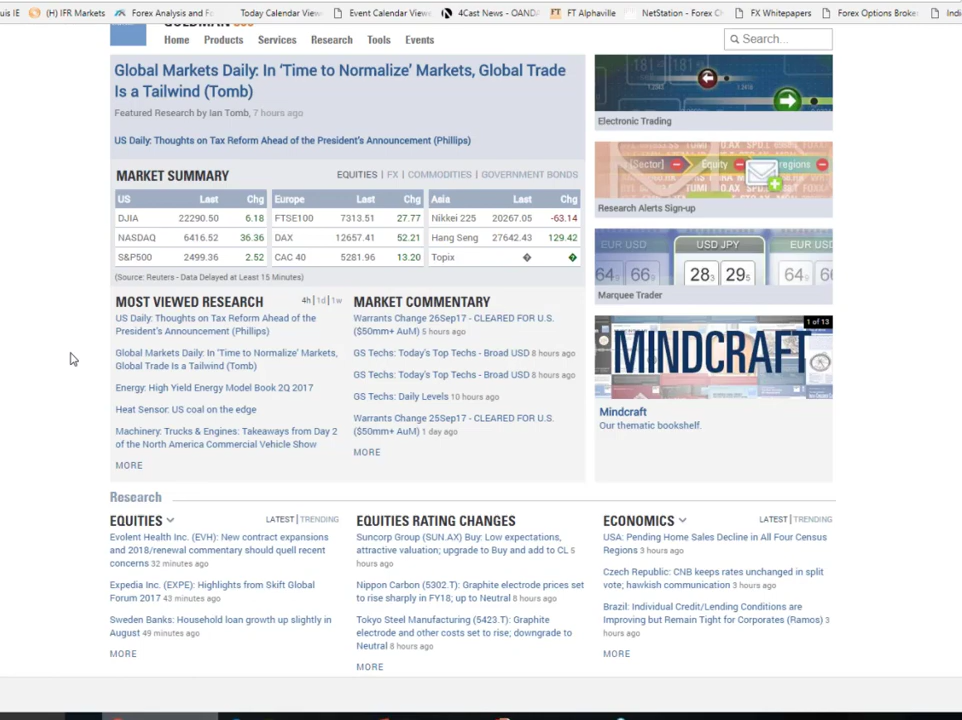 (H) IFR Markets
Forex Analysis and Fo
Today Calendar View
Event Calendar Viewe
4Cast News - OANDA
FT Alphaville
NetStation - Forex C
FX Whitepapers
Forex Options Broke
Home Products Services Research Tools Events
Search...
Global Markets Daily: In 'Time to Normalize' Markets, Global Trade
Is a Tailwind (Tomb)
Featured Research by Ian Tomb, 7 hours ago
US Daily: Thoughts on Tax Reform Ahead of the President's Announcement (Phillips)
MARKET SUMMARY
EQUITIES | FX | COMMODITIES | GOVERNMENT BONDS
US Last Chg Europe Last Chg Asia Last Chg
DJIA 22290.50 6.18 FTSE100 7313.51 27.77 Nikkei 225 20267.05 -63.14
NASDAQ 6416.52 36.36 DAX 12657.41 52.21 Hang Seng 27642.43 129.42
S&P500 2499.36 2.52 CAC 40 5281.96 13.20 Topix � �
(Source: Reuters - Data Delayed at Least 15 Minutes)
MOST VIEWED RESEARCH
4h | 1d | 1w
US Daily: Thoughts on Tax Reform Ahead of the
President's Announcement (Phillips)
Global Markets Daily: In 'Time to Normalize' Markets,
Global Trade Is a Tailwind (Tomb)
Energy: High Yield Energy Model Book 2Q 2017
Heat Sensor: US coal on the edge
Machinery: Trucks & Engines: Takeaways from Day 2
of the North America Commercial Vehicle Show
MORE
MARKET COMMENTARY
Warrants Change 26Sep17 - CLEARED FOR U.S.
($50mm+ AuM) 5 hours ago
GS Techs: Today's Top Techs - Broad USD 8 hours ago
GS Techs: Today's Top Techs - Broad USD 8 hours ago
GS Techs: Daily Levels 10 hours ago
Warrants Change 25Sep17 - CLEARED FOR U.S.
($50mm+ AuM) 1 day ago
MORE
Electronic Trading
[Sector] Equity regions
Research Alerts Sign-up
EUR USD USD JPY EUR US
64 66 28 3 29 5 64 6
Marquee Trader
1 of 13
MINDCRAFT
Mindcraft
Our thematic bookshelf.
Research
EQUITIES
LATEST | TRENDING
Evolent Health Inc. (EVH): New contract expansions
and 2018/renewal commentary should quell recent
concerns 32 minutes ago
Expedia Inc. (EXPE): Highlights from Skift Global
Forum 2017 43 minutes ago
Sweden Banks: Household loan growth up slightly in
August 49 minutes ago
MORE
EQUITIES RATING CHANGES
Suncorp Group (SUN.AX) Buy: Low expectations,
attractive valuation; upgrade to Buy and add to CL 5
hours ago
Nippon Carbon (5302.T): Graphite electrode prices set
to rise sharply in FY18; up to Neutral 8 hours ago
Tokyo Steel Manufacturing (5423.T): Graphite
electrode and other costs set to rise; downgrade to
Neutral 8 hours ago
MORE
ECONOMICS
LATEST | TRENDING
USA: Pending Home Sales Decline in All Four Census
Regions 3 hours ago
Czech Republic: CNB keeps rates unchanged in split
vote; hawkish communication 3 hours ago
Brazil: Individual Credit/Lending Conditions are
Improving but Remain Tight for Corporates (Ramos) 3
hours ago
MORE